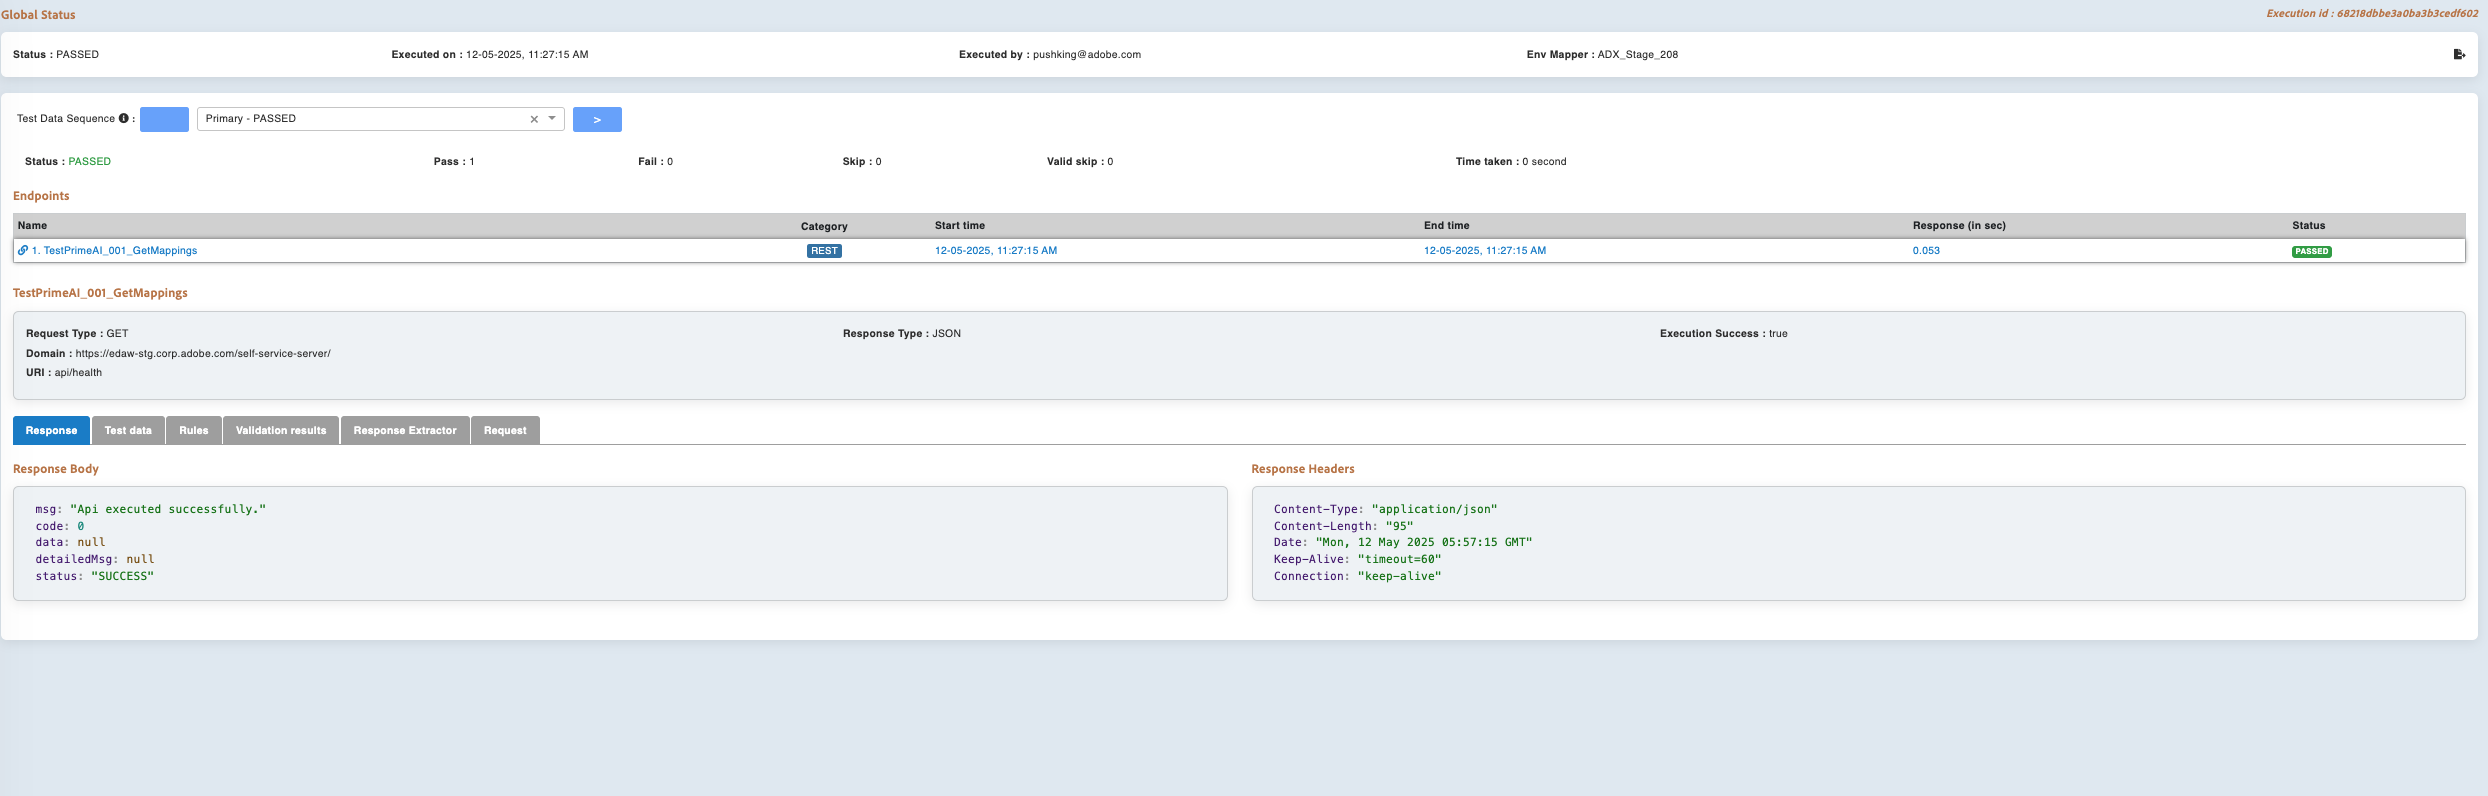 Global Status
Execution id : 68218dbbe3a0ba3b3cedf602
Status : PASSED Executed on : 12-05-2025, 11:27:15 AM Executed by : pushking@adobe.com Env Mapper : ADX_Stage_208
Test Data Sequence : Primary - PASSED >
Status : PASSED Pass : 1 Fail : 0 Skip : 0 Valid skip : 0 Time taken : 0 second
Endpoints
Name Category Start time End time Response (in sec) Status
1. TestPrimeAI_001_GetMappings REST 12-05-2025, 11:27:15 AM 12-05-2025, 11:27:15 AM 0.053 PASSED
TestPrimeAI_001_GetMappings
Request Type : GET Response Type : JSON Execution Success : true
Domain : https://edaw-stg.corp.adobe.com/self-service-server/
URI : api/health
Response Test data Rules Validation results Response Extractor Request
Response Body
msg: "Api executed successfully."
code: 0
data: null
detailedMsg: null
status: "SUCCESS"
Response Headers
Content-Type: "application/json"
Content-Length: "95"
Date: "Mon, 12 May 2025 05:57:15 GMT"
Keep-Alive: "timeout=60"
Connection: "keep-alive"